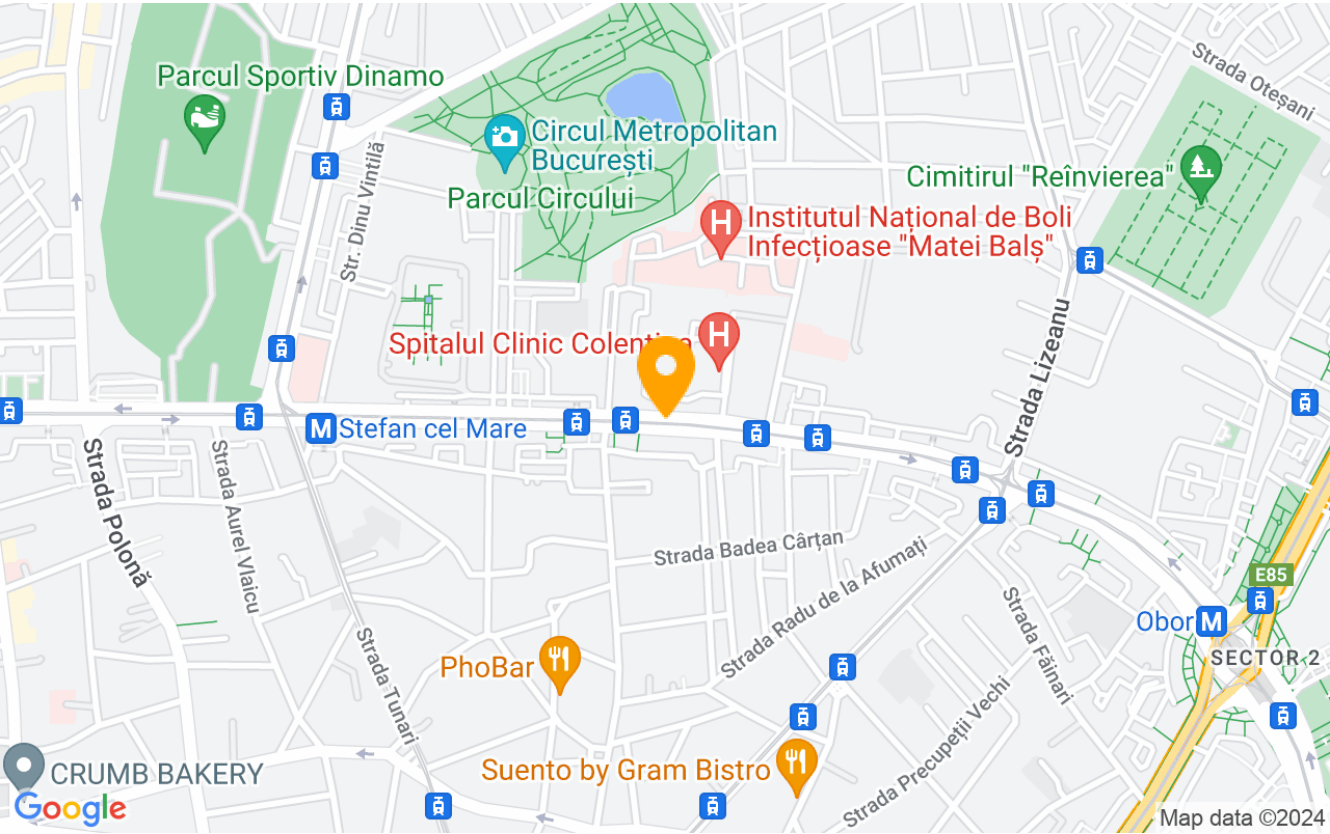 Strada Oteșani
Parcul Sportiv Dinamo
Circul Metropolitan
București
Str. Dinu Vintilă
Cimitirul "Reînvierea"
Parcul Circului
H
Institutul Național de Boli
Infecțioase "Matei Balș"
Spitalul Clinic Colentina
H
Strada Lizeanu
M
Stefan cel Mare
Strada Polonă
Strada Aurel Vlaicu
Strada Badea Cârțan
Strada Radu de la Afumați
E85
Strada Făinari
Obor
M
SECTOR 2
PhoBar
Strada Tunari
Strada Precupeții Vechi
CRUMB BAKERY
Suento by Gram Bistro
Google
Map data ©2024